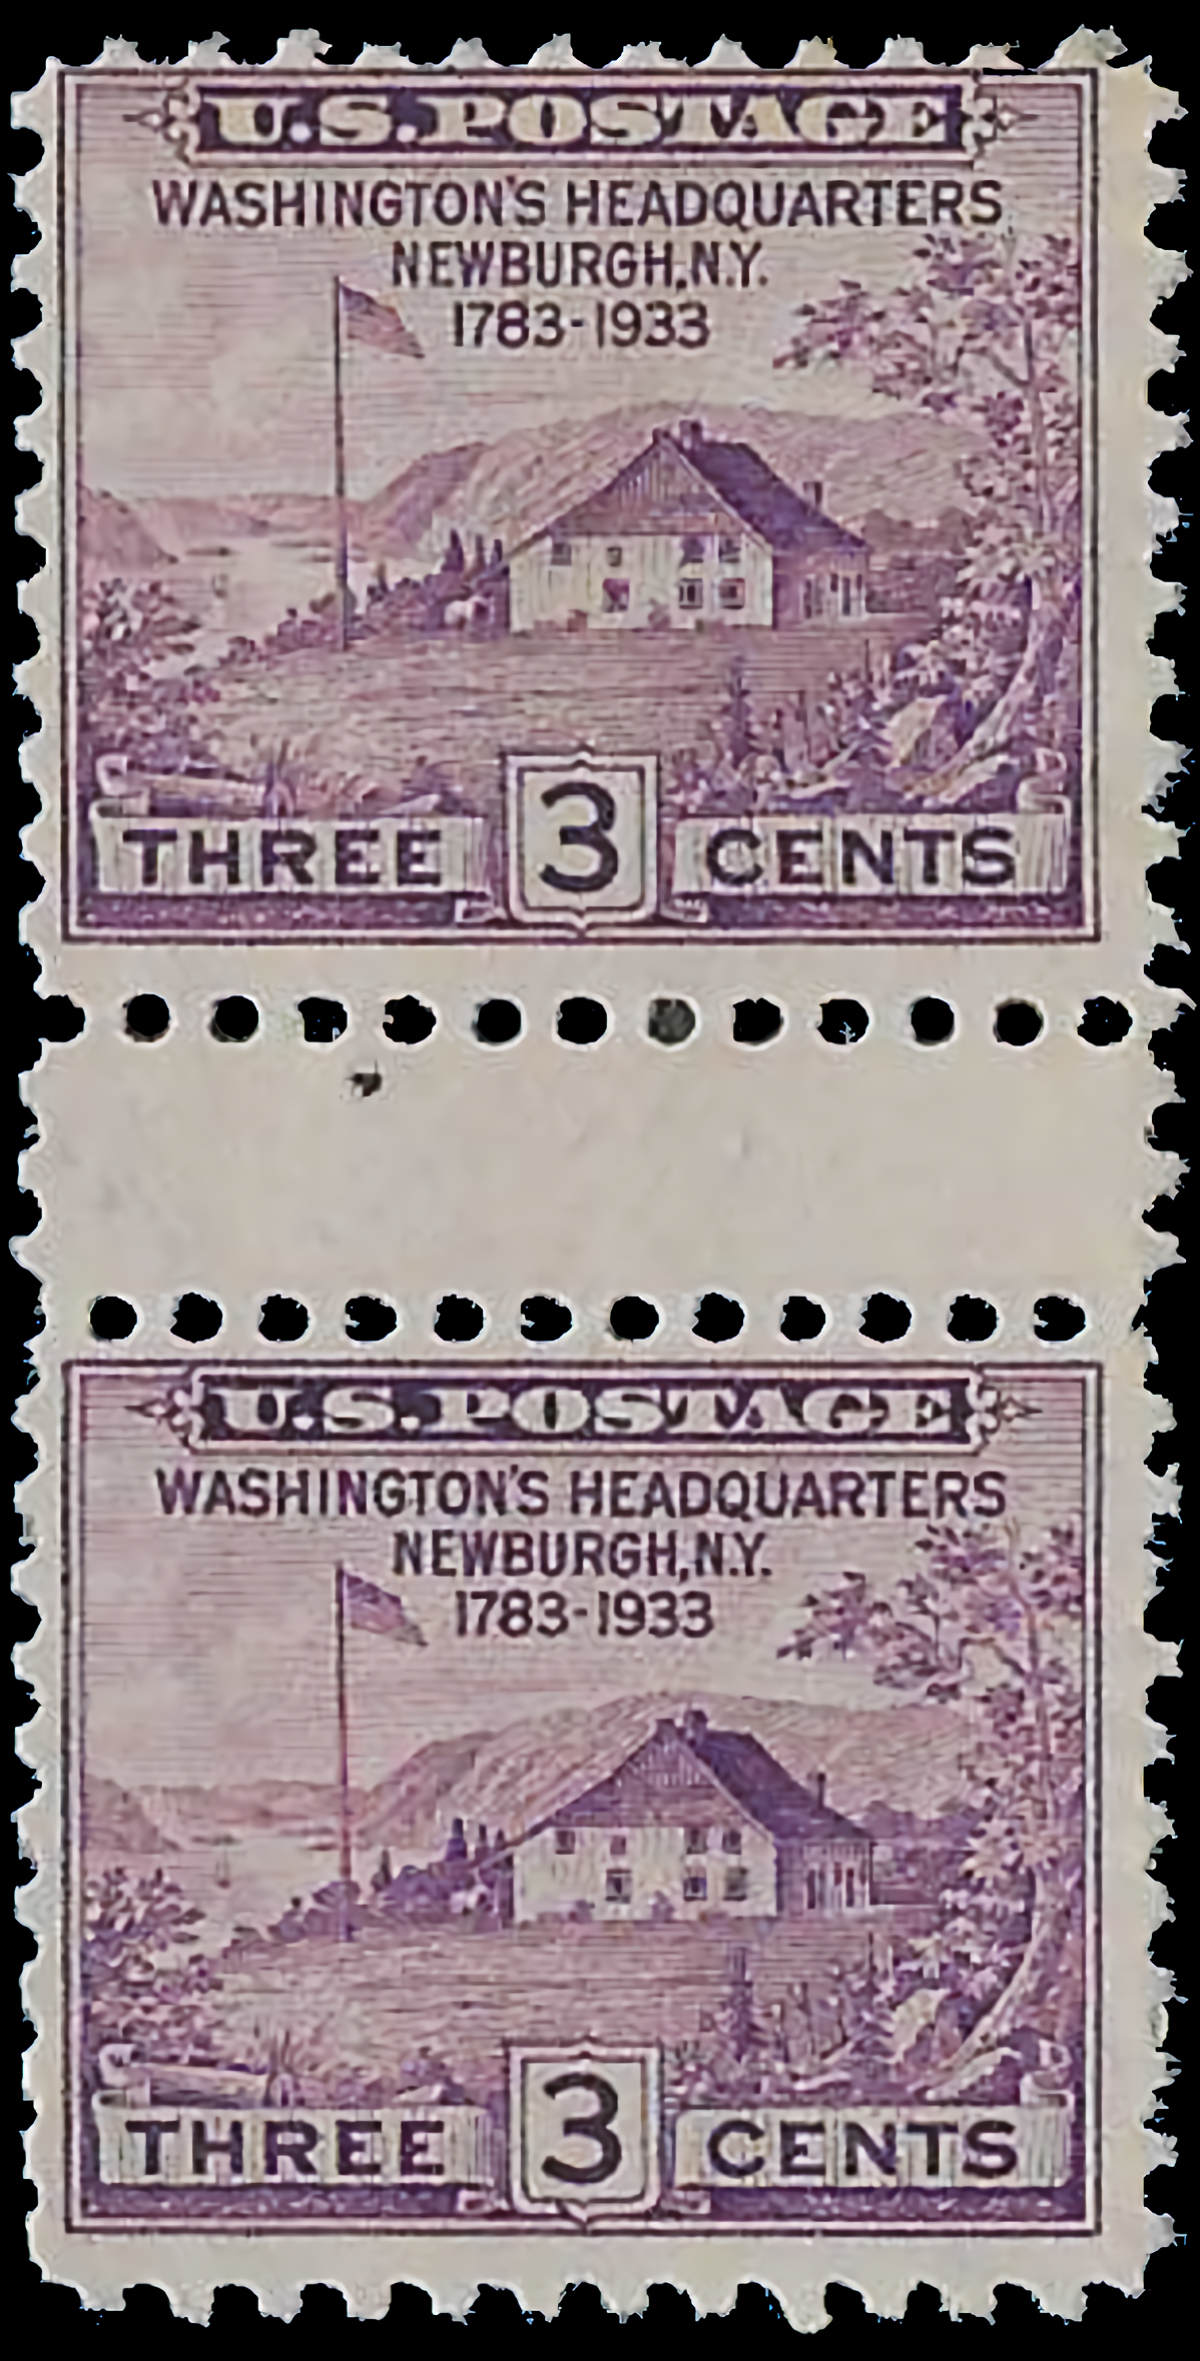 U.S. POSTAGE
WASHINGTON'S HEADQUARTERS
NEWBURGH, N.Y.
1783-1933
THREE 3 CENTS
U.S. POSTAGE
WASHINGTON'S HEADQUARTERS
NEWBURGH, N.Y.
1783-1933
THREE 3 CENTS